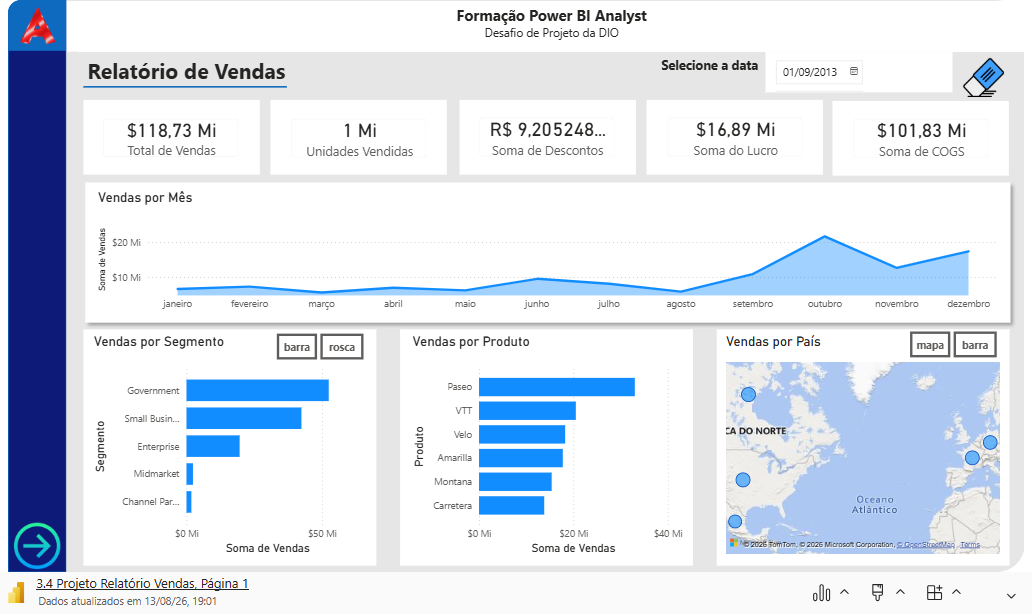 Formação Power BI Analyst
Desafio de Projeto da DIO
Relatório de Vendas
Selecione a data
01/09/2013
$118,73 Mi
Total de Vendas
1 Mi
Unidades Vendidas
R$ 9,205248...
Soma de Descontos
$16,89 Mi
Soma do Lucro
$101,83 Mi
Soma de COGS
Vendas por Mês
Soma de Vendas
$20 Mi
$10 Mi
janeiro fevereiro março abril maio junho julho agosto setembro outubro novembro dezembro
Vendas por Segmento
barra rosca
Segmento
Government
Small Busin...
Enterprise
Midmarket
Channel Par...
$0 Mi $50 Mi
Soma de Vendas
Vendas por Produto
Produto
Paseo
VTT
Velo
Amarilla
Montana
Carretera
$0 Mi $20 Mi $40 Mi
Soma de Vendas
Vendas por País
mapa barra
CA DO NORTE
Oceano
Atlântico
© 2026 TomTom, © 2026 Microsoft Corporation, © OpenStreetMap Terms
3.4 Projeto Relatório Vendas, Página 1
Dados atualizados em 13/08/26, 19:01